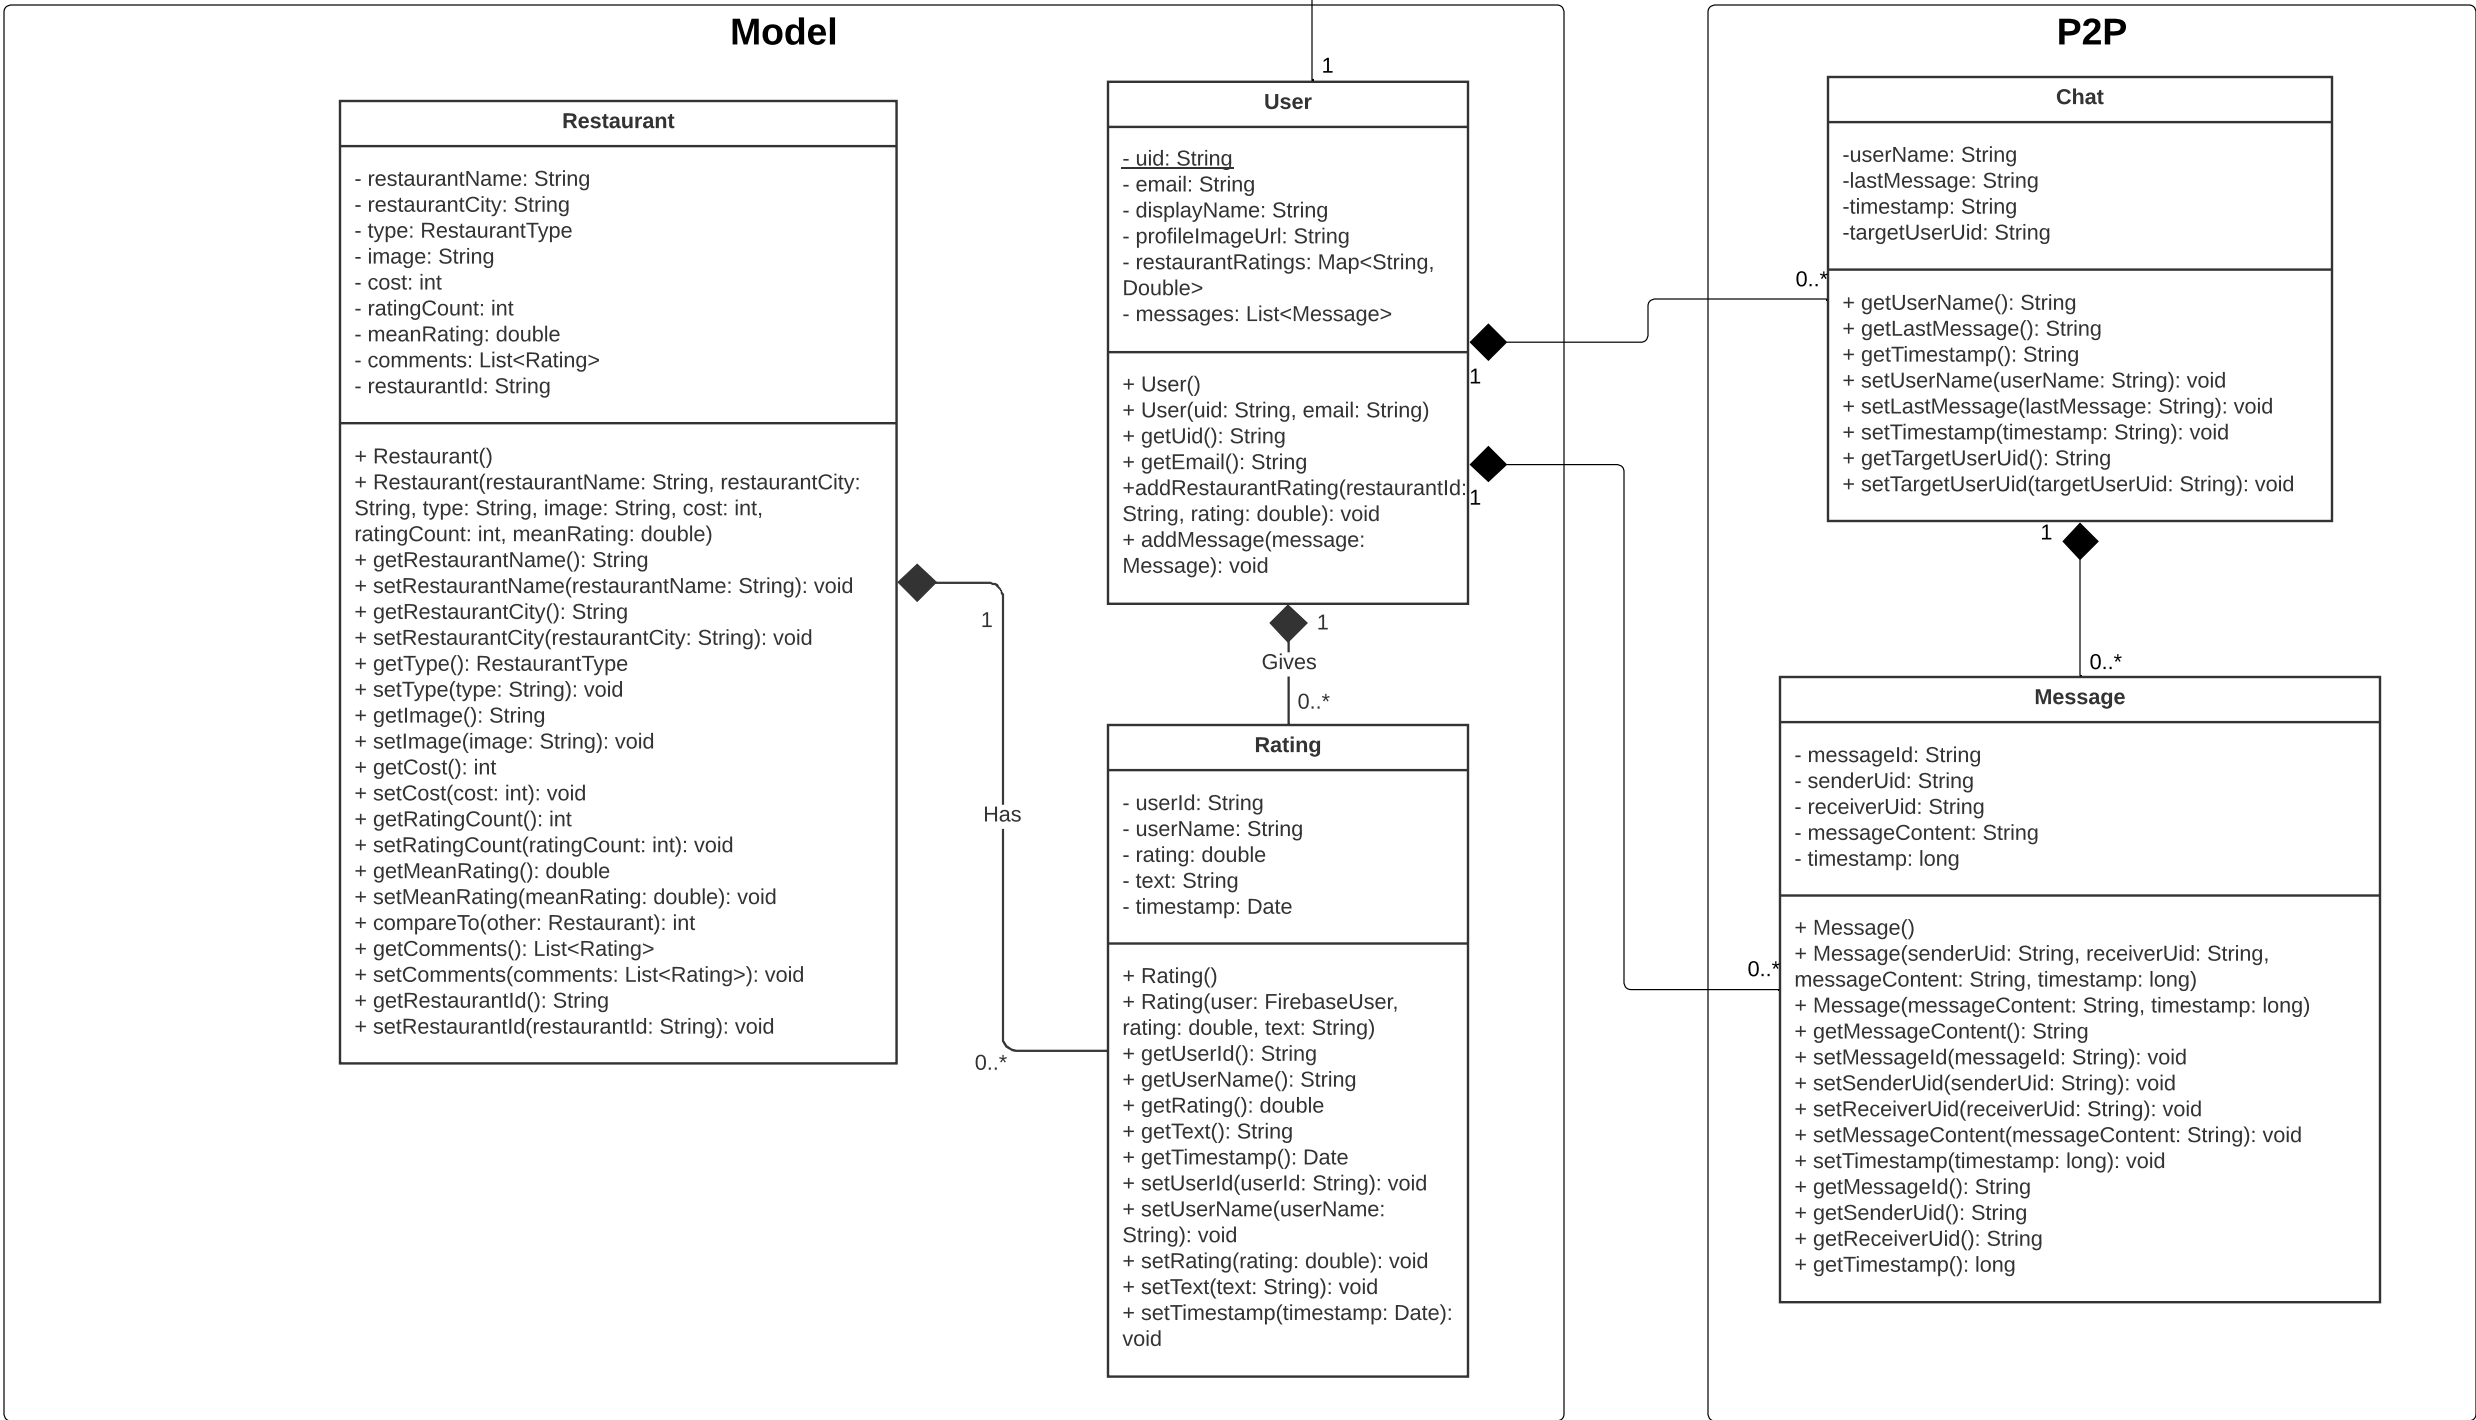 Model
Restaurant
- restaurantName: String
- restaurantCity: String
- type: RestaurantType
- image: String
- cost: int
- ratingCount: int
- meanRating: double
- comments: List<Rating>
- restaurantId: String
+ Restaurant()
+ Restaurant(restaurantName: String, restaurantCity:
String, type: String, image: String, cost: int,
ratingCount: int, meanRating: double)
+ getRestaurantName(): String
+ setRestaurantName(restaurantName: String): void
+ getRestaurantCity(): String
+ setRestaurantCity(restaurantCity: String): void
+ getType(): RestaurantType
+ setType(type: String): void
+ getImage(): String
+ setImage(image: String): void
+ getCost(): int
+ setCost(cost: int): void
+ getRatingCount(): int
+ setRatingCount(ratingCount: int): void
+ getMeanRating(): double
+ setMeanRating(meanRating: double): void
+ compareTo(other: Restaurant): int
+ getComments(): List<Rating>
+ setComments(comments: List<Rating>): void
+ getRestaurantId(): String
+ setRestaurantId(restaurantId: String): void
1
Has
0..*
1
User
- uid: String
- email: String
- displayName: String
- profileImageUrl: String
- restaurantRatings: Map<String,
Double>
- messages: List<Message>
+ User()
+ User(uid: String, email: String)
+ getUid(): String
+ getEmail(): String
+addRestaurantRating(restaurantId:
String, rating: double): void
+ addMessage(message:
Message): void
1
Gives
0..*
Rating
- userId: String
- userName: String
- rating: double
- text: String
- timestamp: Date
+ Rating()
+ Rating(user: FirebaseUser,
rating: double, text: String)
+ getUserId(): String
+ getUserName(): String
+ getRating(): double
+ getText(): String
+ getTimestamp(): Date
+ setUserId(userId: String): void
+ setUserName(userName:
String): void
+ setRating(rating: double): void
+ setText(text: String): void
+ setTimestamp(timestamp: Date):
void
1
0..*
1
0..*
P2P
Chat
-userName: String
-lastMessage: String
-timestamp: String
-targetUserUid: String
+ getUserName(): String
+ getLastMessage(): String
+ getTimestamp(): String
+ setUserName(userName: String): void
+ setLastMessage(lastMessage: String): void
+ setTimestamp(timestamp: String): void
+ getTargetUserUid(): String
+ setTargetUserUid(targetUserUid: String): void
1
0..*
Message
- messageId: String
- senderUid: String
- receiverUid: String
- messageContent: String
- timestamp: long
+ Message()
+ Message(senderUid: String, receiverUid: String,
messageContent: String, timestamp: long)
+ Message(messageContent: String, timestamp: long)
+ getMessageContent(): String
+ setMessageId(messageId: String): void
+ setSenderUid(senderUid: String): void
+ setReceiverUid(receiverUid: String): void
+ setMessageContent(messageContent: String): void
+ setTimestamp(timestamp: long): void
+ getMessageId(): String
+ getSenderUid(): String
+ getReceiverUid(): String
+ getTimestamp(): long